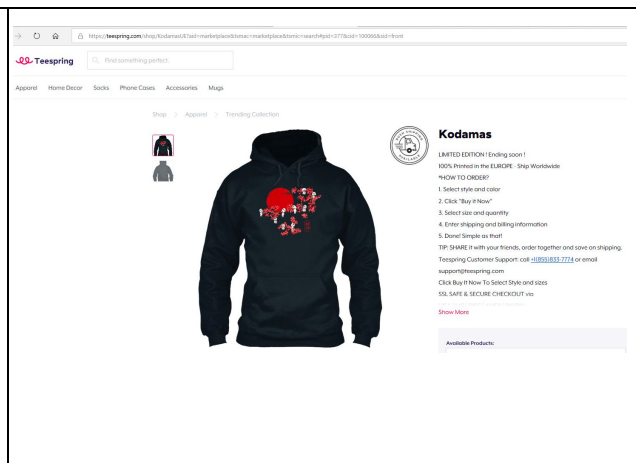 https://teespring.com/shop/KodamasUE?aid=marketplace&tsmac=marketplace&tsmic=search#pid=377&cid=100066&sid=front
Teespring
Find something perfect.
Apparel Home Decor Socks Phone Cases Accessories Mugs
Shop > Apparel > Trending Collection
AVAILABLE
Kodamas
LIMITED EDITION ! Ending soon !
100% Printed in the EUROPE - Ship Worldwide
*HOW TO ORDER?
1. Select style and color
2. Click "Buy it Now"
3. Select size and quantity
4. Enter shipping and billing information
5. Done! Simple as that!
TIP: SHARE it with your friends, order together and save on shipping.
Teespring Customer Support: call +1(855)833-7774 or email
support@teespring.com
Click Buy It Now To Select Style and sizes
SSL SAFE & SECURE CHECKOUT via
Show More
Available Products: